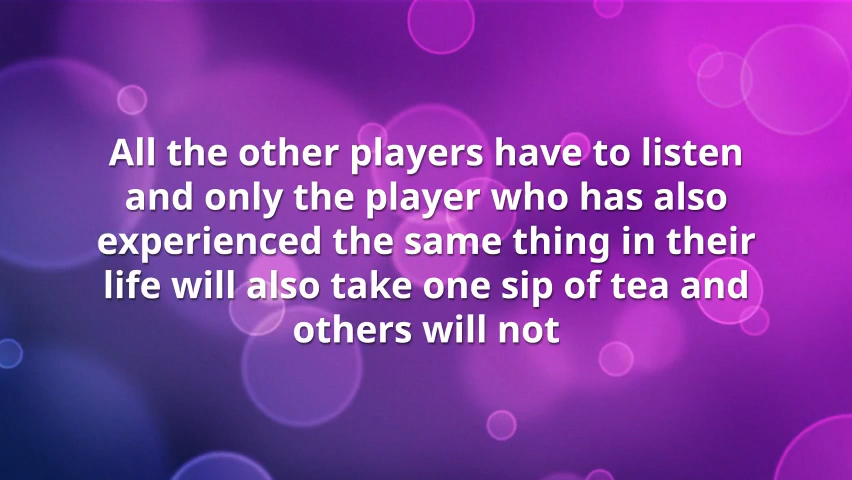 All the other players have to listen
and only the player who has also
experienced the same thing in their
life will also take one sip of tea and
others will not